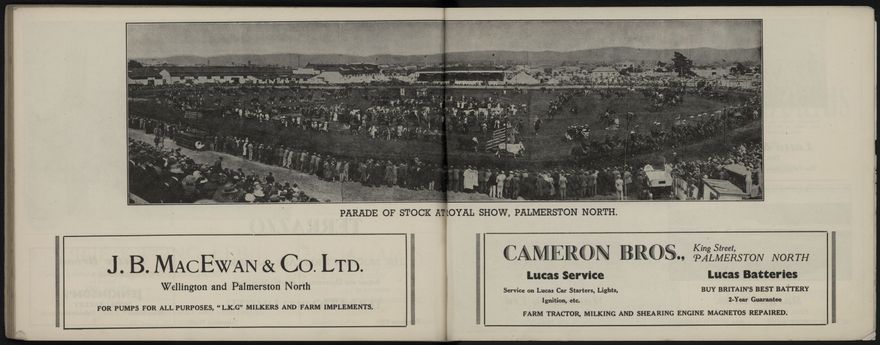 PARADE OF STOCK AT ROYAL SHOW, PALMERSTON NORTH.
J. B. MACEWAN & CO. LTD.
Wellington and Palmerston North
FOR PUMPS FOR ALL PURPOSES, "L.K.G" MILKERS AND FARM IMPLEMENTS.
CAMERON BROS., King Street,
PALMERSTON NORTH
Lucas Service
Service on Lucas Car Starters, Lights,
Ignition, etc.
Lucas Batteries
BUY BRITAIN'S BEST BATTERY
2-Year Guarantee
FARM TRACTOR, MILKING AND SHEARING ENGINE MAGNETOS REPAIRED.